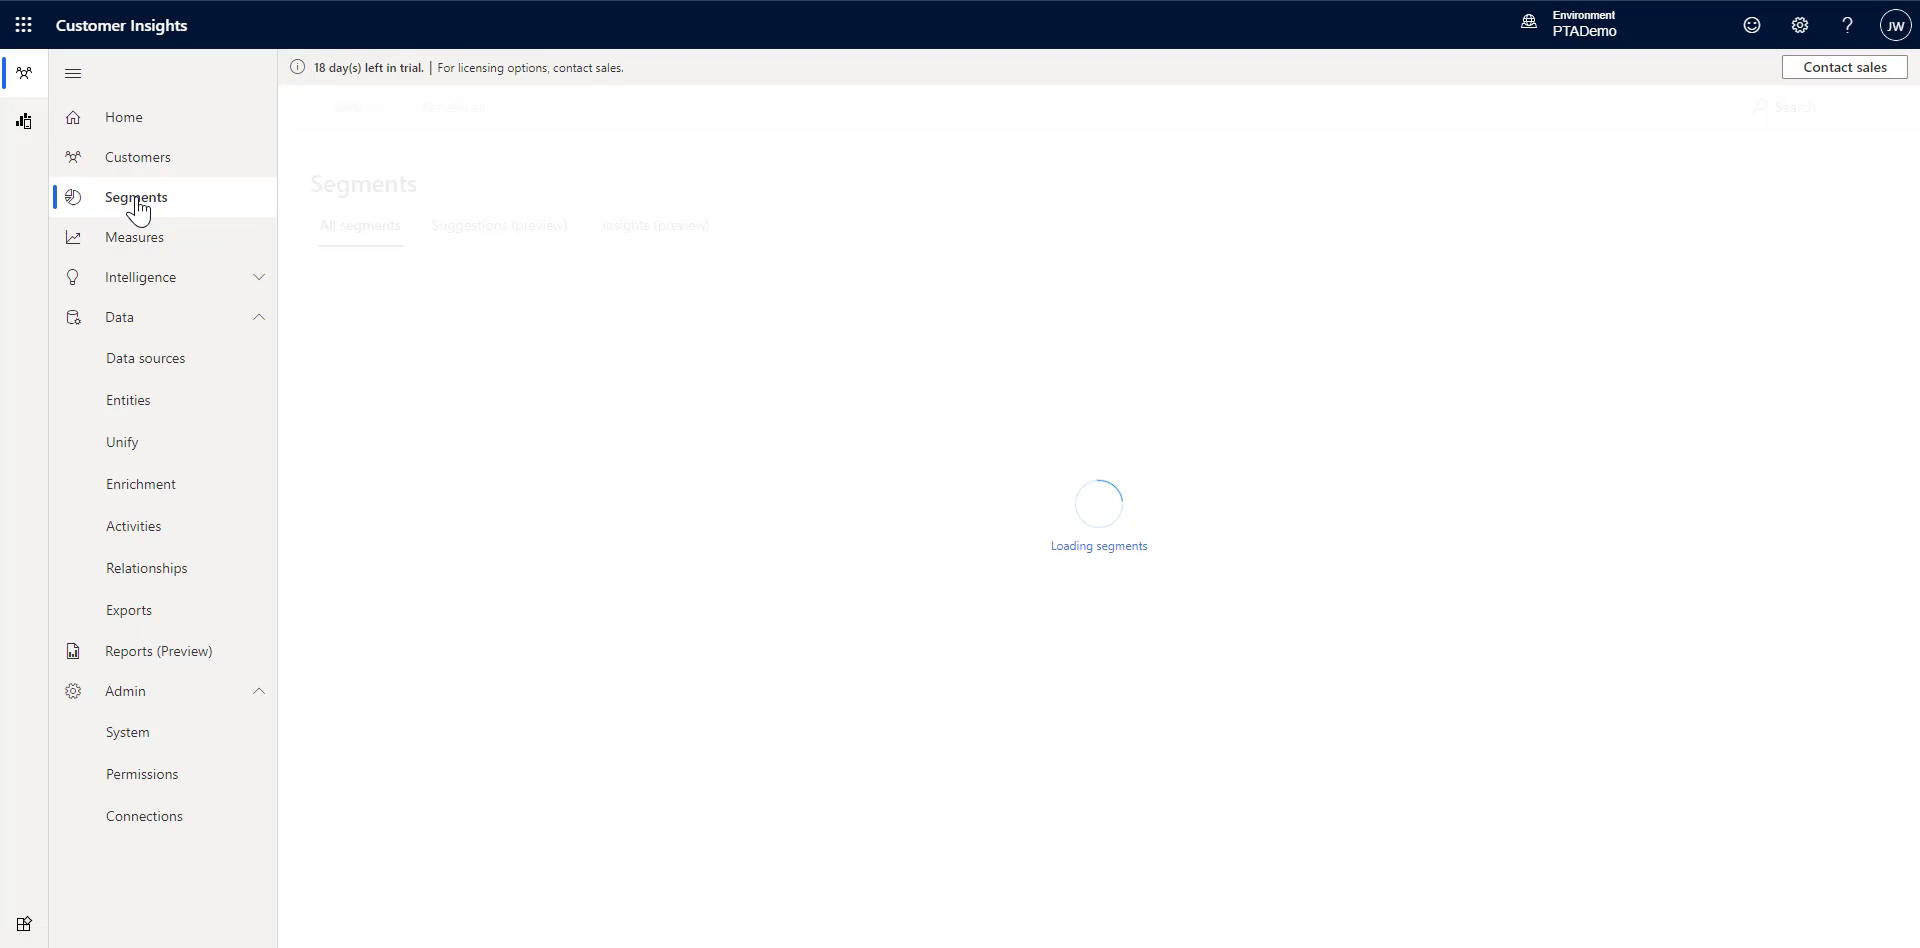 Customer Insights
Environment
PTADemo
?
JW
18 day(s) left in trial. | For licensing options, contact sales.
Contact sales
Search
Home
Customers
Segments
Measures
Intelligence
Data
Data sources
Entities
Unify
Enrichment
Activities
Relationships
Exports
Reports (Preview)
Admin
System
Permissions
Connections
Segments
All segments
Suggestions (preview)
Insights (preview)
Loading segments